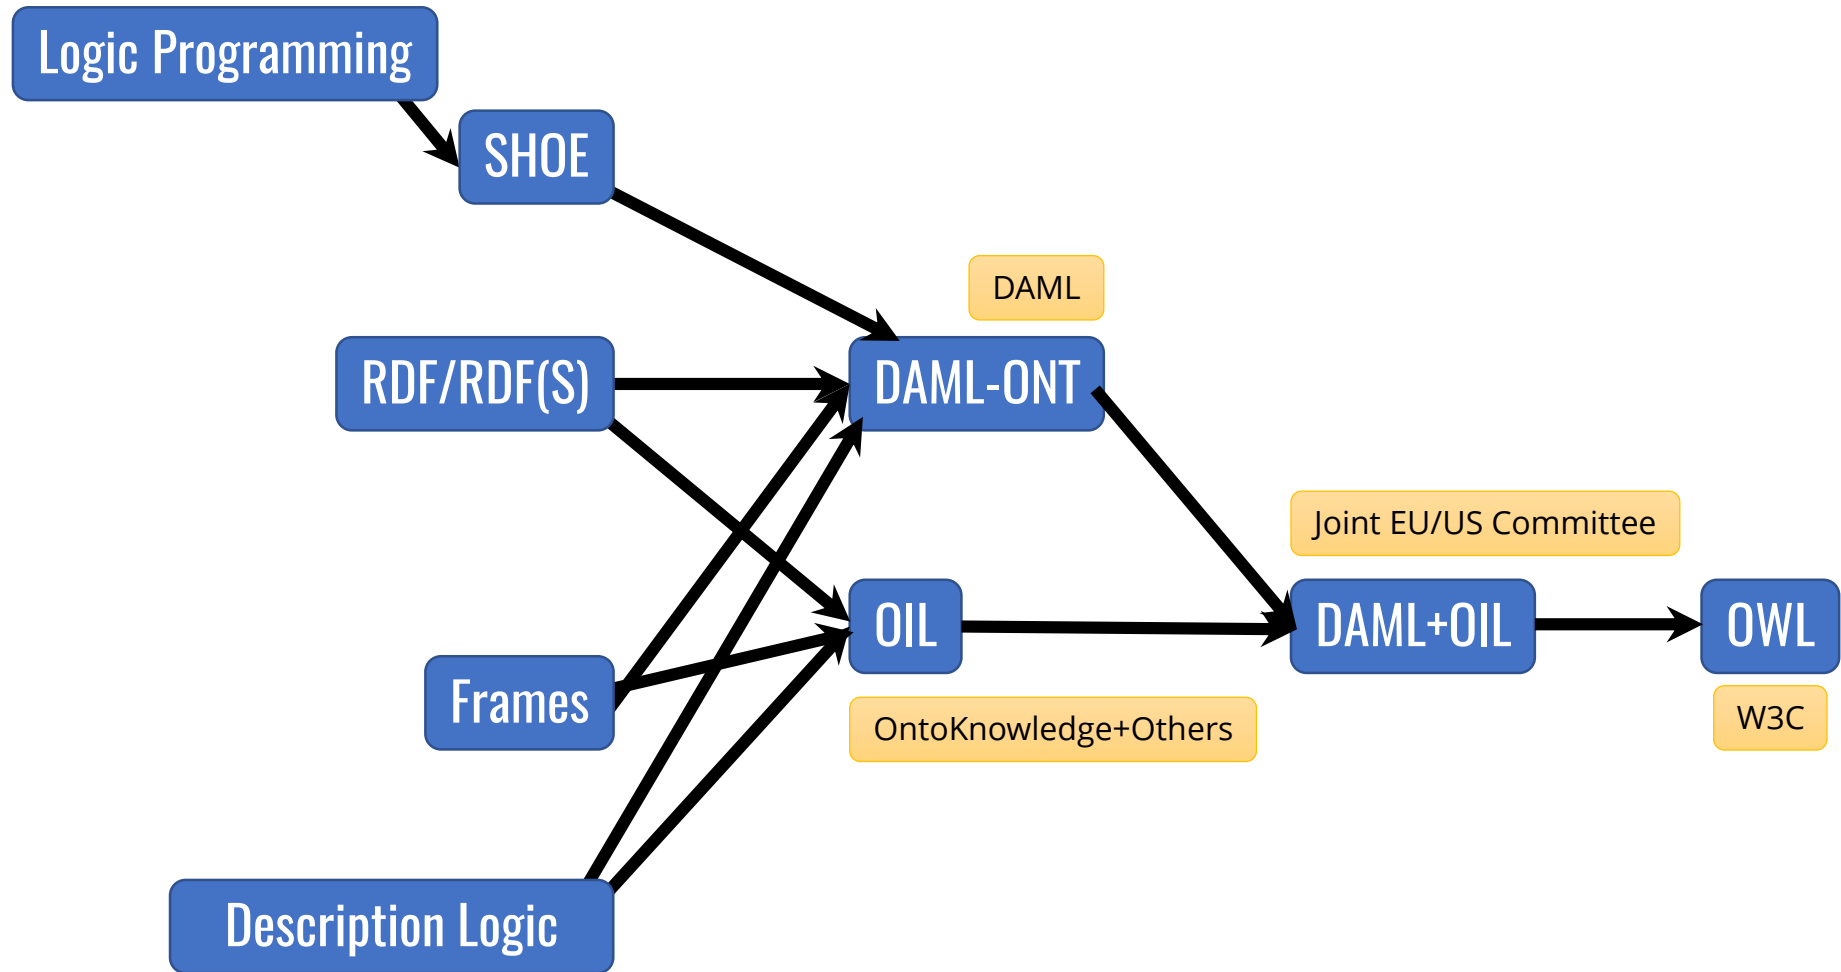 Logic Programming
SHOE
DAML
RDF/RDF(S)
DAML-ONT
Joint EU/US Committee
OIL
DAML+OIL
OWL
Frames
OntoKnowledge+Others
W3C
Description Logic